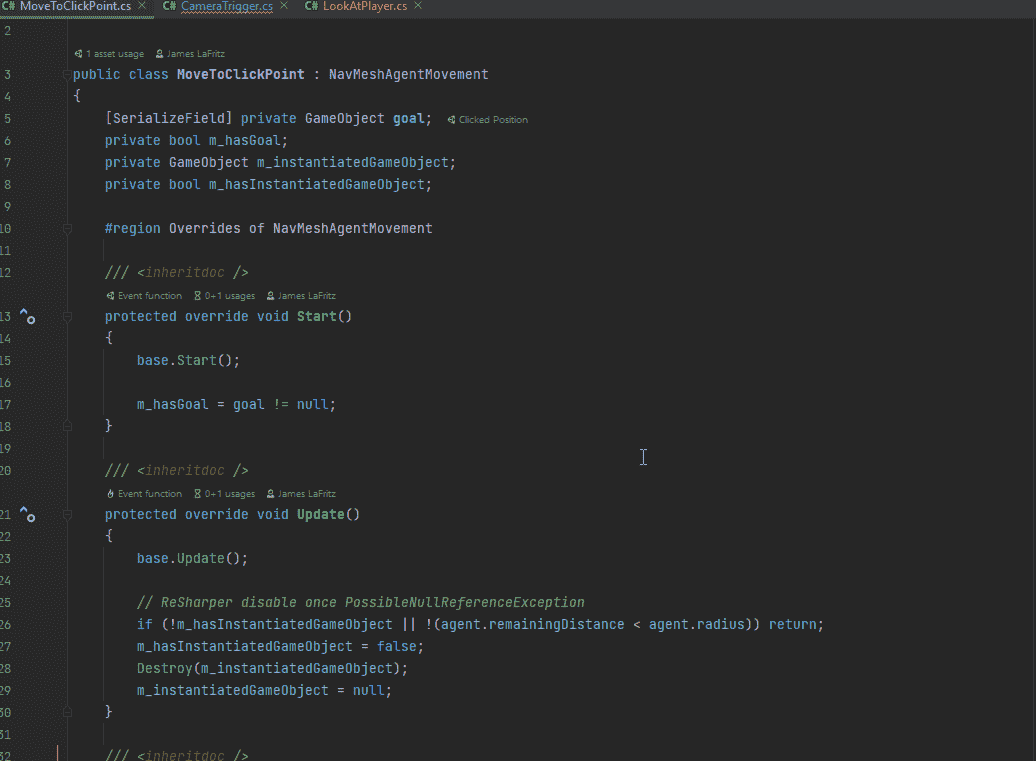 C# MoveToClickPoint.cs × C# CameraTrigger.cs × C# LookAtPlayer.cs ×
2
1 asset usage James LaFritz
3 public class MoveToClickPoint : NavMeshAgentMovement
4 {
5 [SerializeField] private GameObject goal; Clicked Position
6 private bool m_hasGoal;
7 private GameObject m_instantiatedGameObject;
8 private bool m_hasInstantiatedGameObject;
9
10 #region Overrides of NavMeshAgentMovement
11
12 /// <inheritdoc />
Event function 0+1 usages James LaFritz
13 protected override void Start()
14 {
15 base.Start();
16
17 m_hasGoal = goal != null;
18 }
19
20 /// <inheritdoc />
Event function 0+1 usages James LaFritz
21 protected override void Update()
22 {
23 base.Update();
24
25 // ReSharper disable once PossibleNullReferenceException
26 if (!m_hasInstantiatedGameObject || !(agent.remainingDistance < agent.radius)) return;
27 m_hasInstantiatedGameObject = false;
28 Destroy(m_instantiatedGameObject);
29 m_instantiatedGameObject = null;
30 }
31
32 /// <inheritdoc />